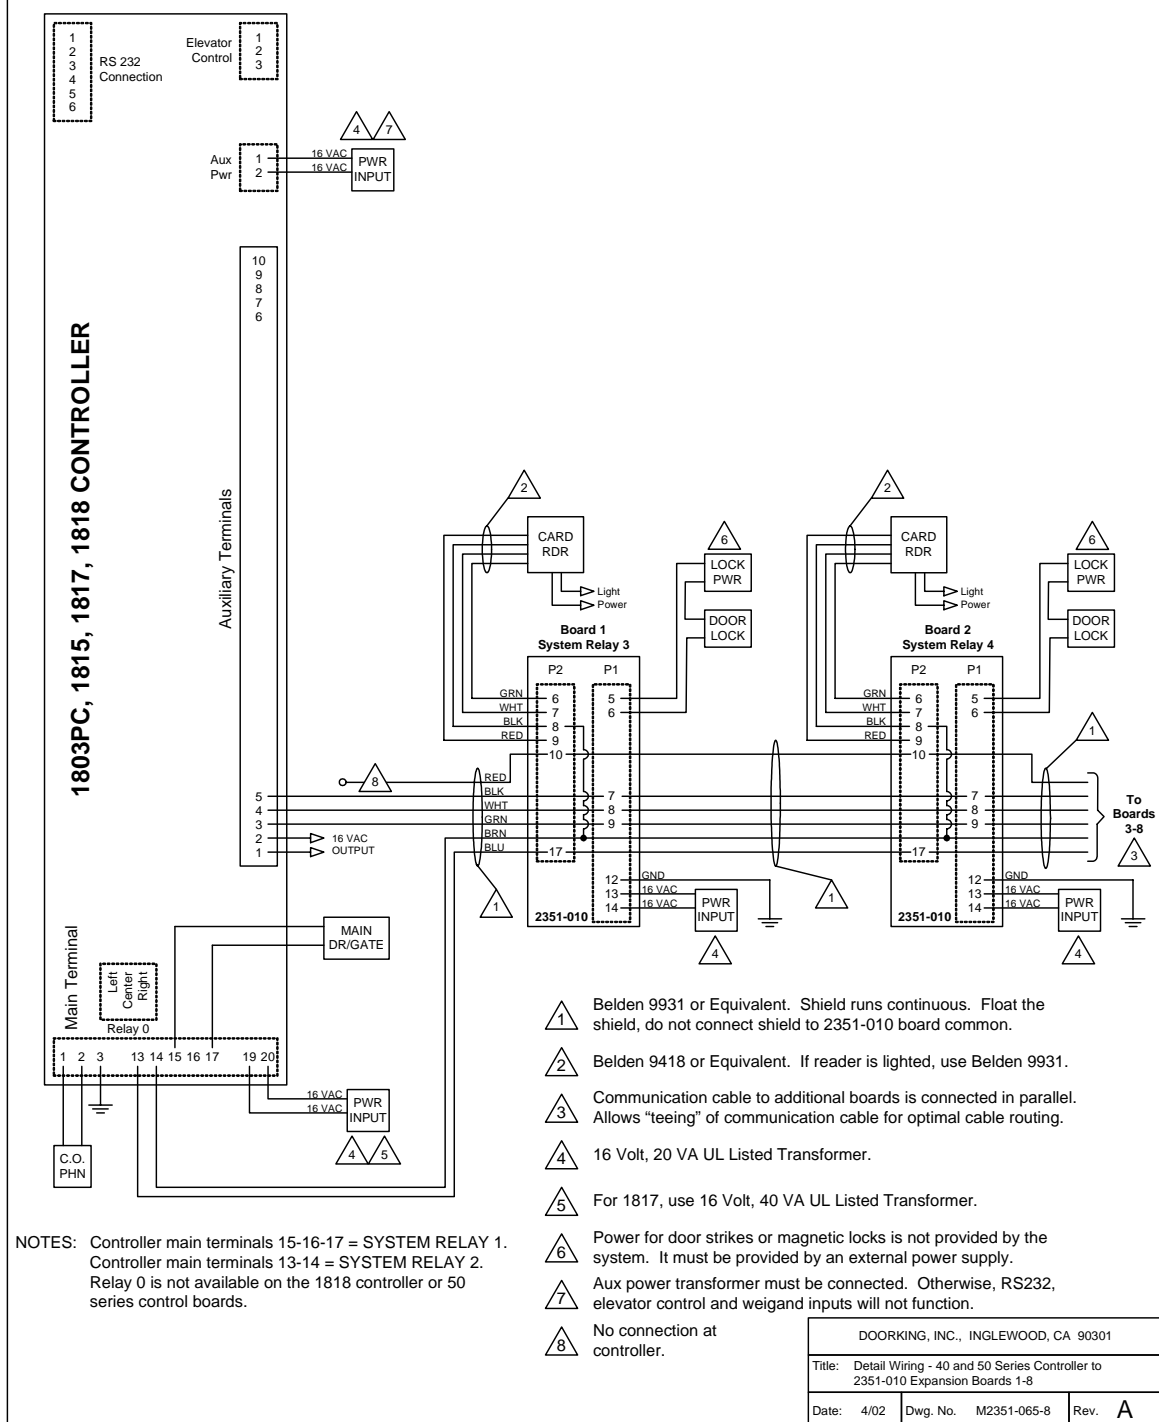 1
2
3
4
5
6
RS 232
Connection
Elevator
Control
1
2
3
4
7
Aux
Pwr
1
2
16 VAC
16 VAC
PWR
INPUT
10
9
8
7
6
1803PC, 1815, 1817, 1818 CONTROLLER
Auxiliary Terminals
5
4
3
2
1
16 VAC
OUTPUT
8
2
CARD
RDR
Light
Power
6
LOCK
PWR
DOOR
LOCK
Board 1
System Relay 3
P2
P1
GRN
WHT
BLK
RED
6
7
8
9
10
5
6
RED
BLK
WHT
GRN
BRN
BLU
7
8
9
17
12
13
14
GND
16 VAC
16 VAC
PWR
INPUT
4
2351-010
1
1
2
CARD
RDR
Light
Power
6
LOCK
PWR
DOOR
LOCK
Board 2
System Relay 4
P2
P1
GRN
WHT
BLK
RED
6
7
8
9
10
5
6
1
7
8
9
17
To
Boards
3-8
3
12
13
14
GND
16 VAC
16 VAC
PWR
INPUT
4
2351-010
MAIN
DR/GATE
Main Terminal
Left
Center
Right
Relay 0
1 2 3 13 14 15 16 17 19 20
16 VAC
16 VAC
PWR
INPUT
4
5
C.O.
PHN
NOTES: Controller main terminals 15-16-17 = SYSTEM RELAY 1.
Controller main terminals 13-14 = SYSTEM RELAY 2.
Relay 0 is not available on the 1818 controller or 50
series control boards.
1 Belden 9931 or Equivalent. Shield runs continuous. Float the
shield, do not connect shield to 2351-010 board common.
2 Belden 9418 or Equivalent. If reader is lighted, use Belden 9931.
3 Communication cable to additional boards is connected in parallel.
Allows “teeing” of communication cable for optimal cable routing.
4 16 Volt, 20 VA UL Listed Transformer.
5 For 1817, use 16 Volt, 40 VA UL Listed Transformer.
6 Power for door strikes or magnetic locks is not provided by the
system. It must be provided by an external power supply.
7 Aux power transformer must be connected. Otherwise, RS232,
elevator control and weigand inputs will not function.
8 No connection at
controller.
DOORKING, INC., INGLEWOOD, CA 90301
Title: Detail Wiring - 40 and 50 Series Controller to
2351-010 Expansion Boards 1-8
Date: 4/02 Dwg. No. M2351-065-8 Rev. A